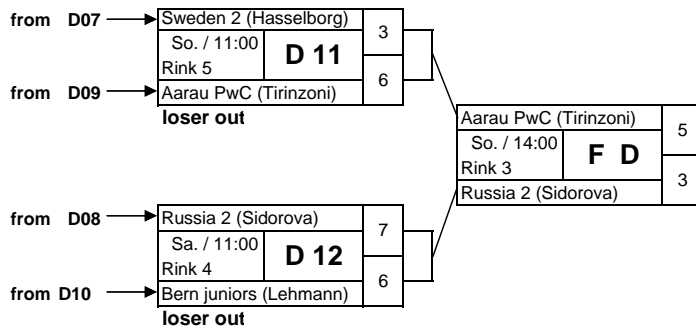 from D07
Sweden 2 (Hasselborg)
3
So. / 11:00
D 11
Rink 5
6
from D09
Aarau PwC (Tirinzoni)
loser out
Aarau PwC (Tirinzoni)
5
So. / 14:00
F D
Rink 3
3
Russia 2 (Sidorova)
from D08
Russia 2 (Sidorova)
7
Sa. / 11:00
D 12
Rink 4
6
from D10
Bern juniors (Lehmann)
loser out